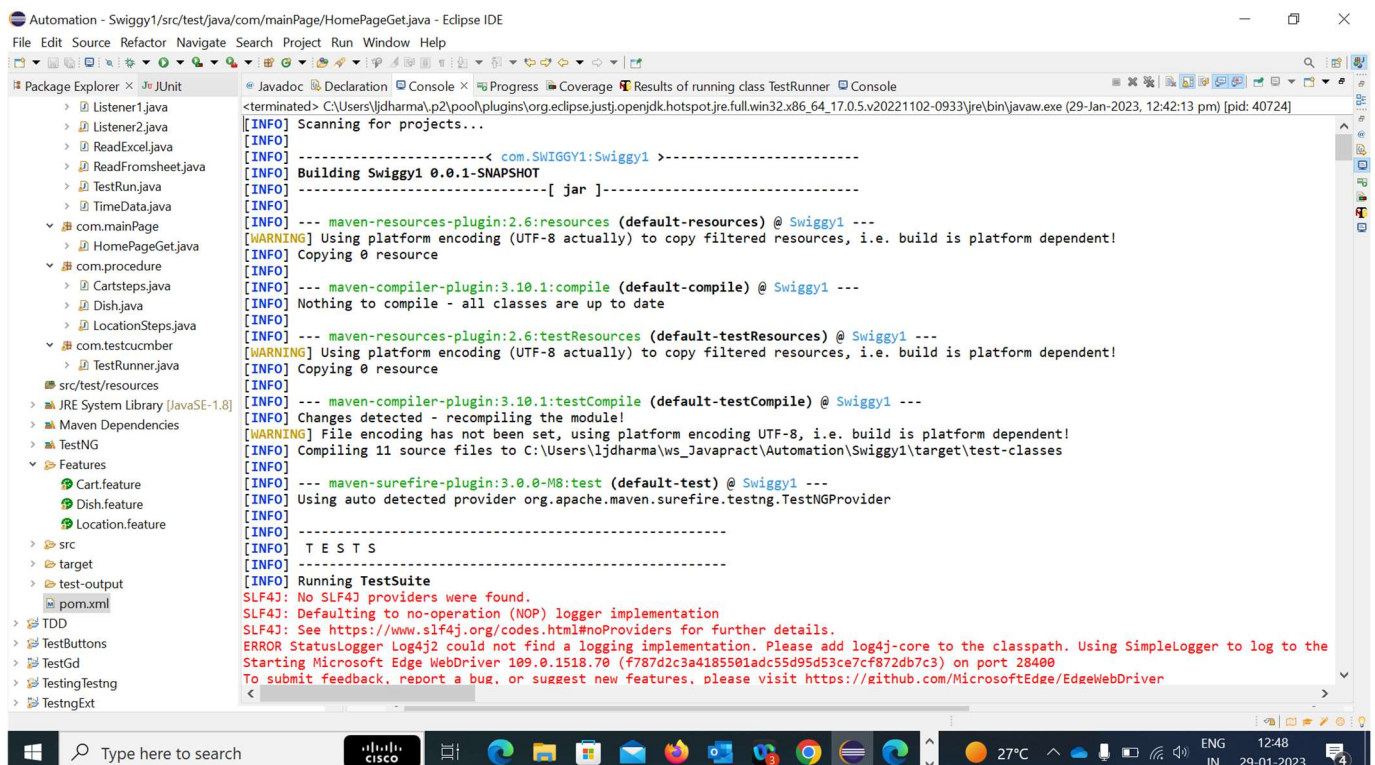 Automation - Swiggy1/src/test/java/com/mainPage/HomePageGet.java - Eclipse IDE
File Edit Source Refactor Navigate Search Project Run Window Help
Package Explorer × JUnit
Javadoc Declaration Console × Progress Coverage Results of running class TestRunner Console
<terminated> C:\Users\ljdharma\.p2\pool\plugins\org.eclipse.justj.openjdk.hotspot.jre.full.win32.x86_64_17.0.5.v20221102-0933\jre\bin\javaw.exe (29-Jan-2023, 12:42:13 pm) [pid: 40724]
Listener1.java
Listener2.java
ReadExcel.java
ReadFromsheet.java
TestRun.java
TimeData.java
com.mainPage
HomePageGet.java
com.procedure
Cartsteps.java
Dish.java
LocationSteps.java
com.testcucmber
TestRunner.java
src/test/resources
JRE System Library [JavaSE-1.8]
Maven Dependencies
TestNG
Features
Cart.feature
Dish.feature
Location.feature
src
target
test-output
pom.xml
TDD
TestButtons
TestGd
TestingTestng
TestngExt
[INFO] Scanning for projects...
[INFO]
[INFO] ------------------------< com.SWIGGY1:Swiggy1 >-------------------------
[INFO] Building Swiggy1 0.0.1-SNAPSHOT
[INFO] --------------------------------[ jar ]---------------------------------
[INFO]
[INFO] --- maven-resources-plugin:2.6:resources (default-resources) @ Swiggy1 ---
[WARNING] Using platform encoding (UTF-8 actually) to copy filtered resources, i.e. build is platform dependent!
[INFO] Copying 0 resource
[INFO]
[INFO] --- maven-compiler-plugin:3.10.1:compile (default-compile) @ Swiggy1 ---
[INFO] Nothing to compile - all classes are up to date
[INFO]
[INFO] --- maven-resources-plugin:2.6:testResources (default-testResources) @ Swiggy1 ---
[WARNING] Using platform encoding (UTF-8 actually) to copy filtered resources, i.e. build is platform dependent!
[INFO] Copying 0 resource
[INFO]
[INFO] --- maven-compiler-plugin:3.10.1:testCompile (default-testCompile) @ Swiggy1 ---
[INFO] Changes detected - recompiling the module!
[WARNING] File encoding has not been set, using platform encoding UTF-8, i.e. build is platform dependent!
[INFO] Compiling 11 source files to C:\Users\ljdharma\ws_Javapract\Automation\Swiggy1\target\test-classes
[INFO]
[INFO] --- maven-surefire-plugin:3.0.0-M8:test (default-test) @ Swiggy1 ---
[INFO] Using auto detected provider org.apache.maven.surefire.testng.TestNGProvider
[INFO]
[INFO] -------------------------------------------------------
[INFO] T E S T S
[INFO] -------------------------------------------------------
[INFO] Running TestSuite
SLF4J: No SLF4J providers were found.
SLF4J: Defaulting to no-operation (NOP) logger implementation
SLF4J: See https://www.slf4j.org/codes.html#noProviders for further details.
ERROR StatusLogger Log4j2 could not find a logging implementation. Please add log4j-core to the classpath. Using SimpleLogger to log to the
Starting Microsoft Edge WebDriver 109.0.1518.70 (f787d2c3a4185501adc55d95d53ce7cf872db7c3) on port 28400
To submit feedback, report a bug, or suggest new features, please visit https://github.com/MicrosoftEdge/EdgeWebDriver
Type here to search
CISCO
27°C
ENG
IN
12:48
29-01-2023